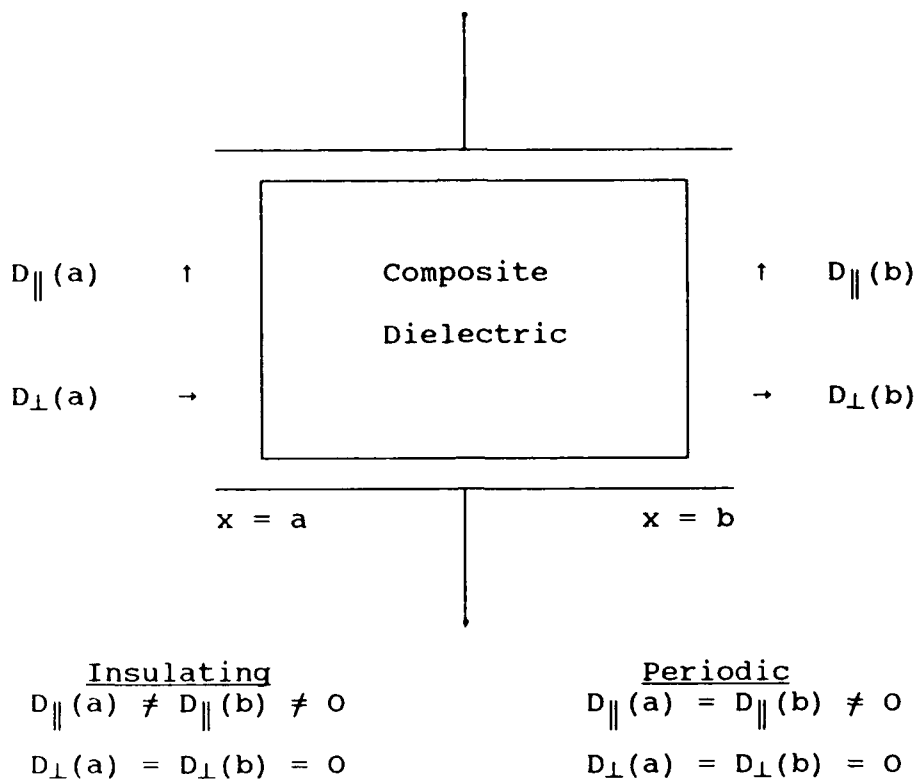 D∥(a) ↑ Composite ↑ D∥(b)
Dielectric
D⊥(a) → → D⊥(b)
x = a x = b
Insulating Periodic
D∥(a) ≠ D∥(b) ≠ 0 D∥(a) = D∥(b) ≠ 0
D⊥(a) = D⊥(b) = 0 D⊥(a) = D⊥(b) = 0